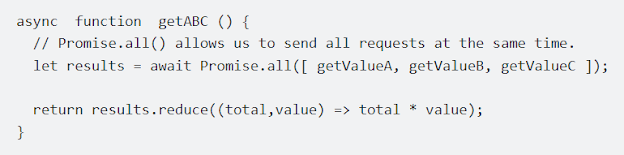 async  function  getABC () {
  // Promise.all() allows us to send all requests at the same time.
  let results = await Promise.all([ getValueA, getValueB, getValueC ]);

  return results.reduce((total,value) => total * value);
}